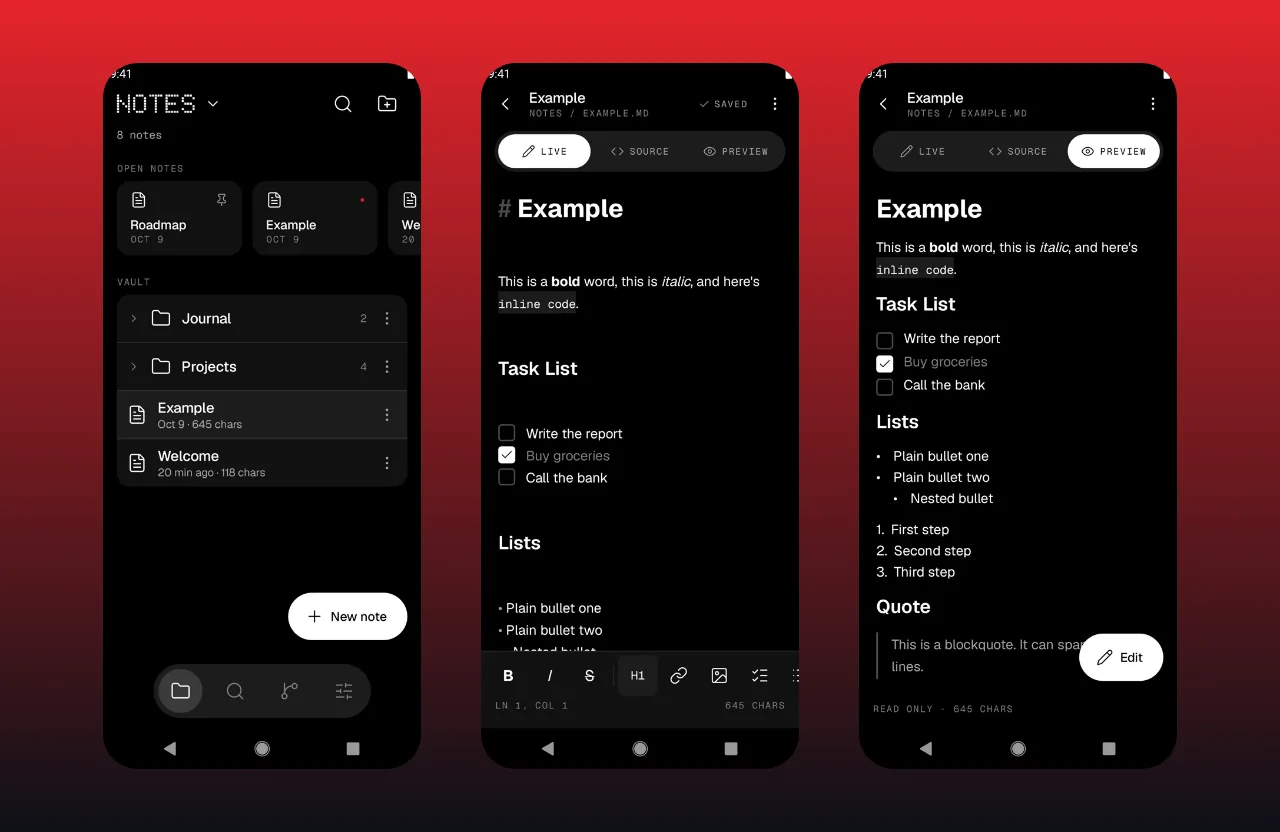 9:41
NOTES
8 notes
OPEN NOTES
Roadmap
OCT 9
Example
OCT 9
We
20
VAULT
Journal 2
Projects 4
Example
Oct 9 · 645 chars
Welcome
20 min ago · 118 chars
+ New note
9:41
Example
NOTES / EXAMPLE.MD
SAVED
LIVE <> SOURCE PREVIEW
# Example
This is a bold word, this is italic, and here's
inline code.
Task List
Write the report
Buy groceries
Call the bank
Lists
• Plain bullet one
• Plain bullet two
Nested bullet
B I S H1
LN 1, COL 1 645 CHARS
9:41
Example
NOTES / EXAMPLE.MD
LIVE <> SOURCE PREVIEW
Example
This is a bold word, this is italic, and here's
inline code.
Task List
Write the report
Buy groceries
Call the bank
Lists
• Plain bullet one
• Plain bullet two
• Nested bullet
1. First step
2. Second step
3. Third step
Quote
This is a blockquote. It can spa
lines.
Edit
READ ONLY · 645 CHARS